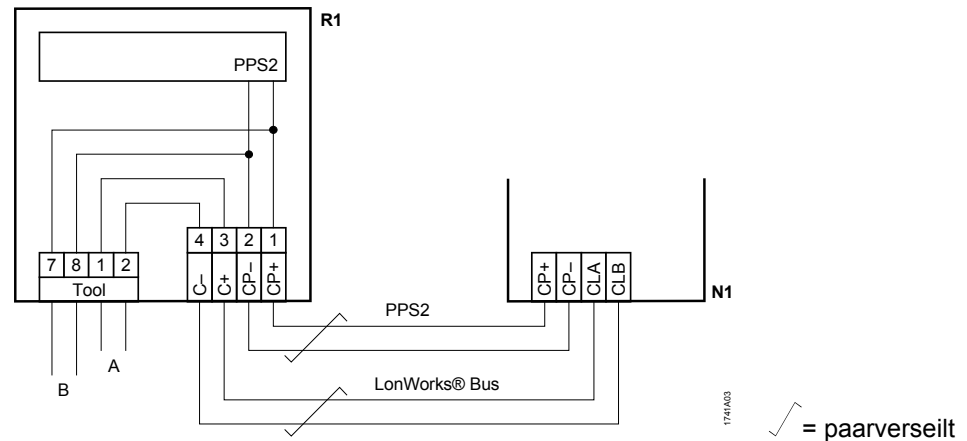 R1
PPS2
4 3 2 1
7 8 1 2
Tool
C–
C+
CP–
CP+
CP+
CP–
CLA
CLB
N1
PPS2
A
B
LonWorks® Bus
1741A03
= paarverseilt